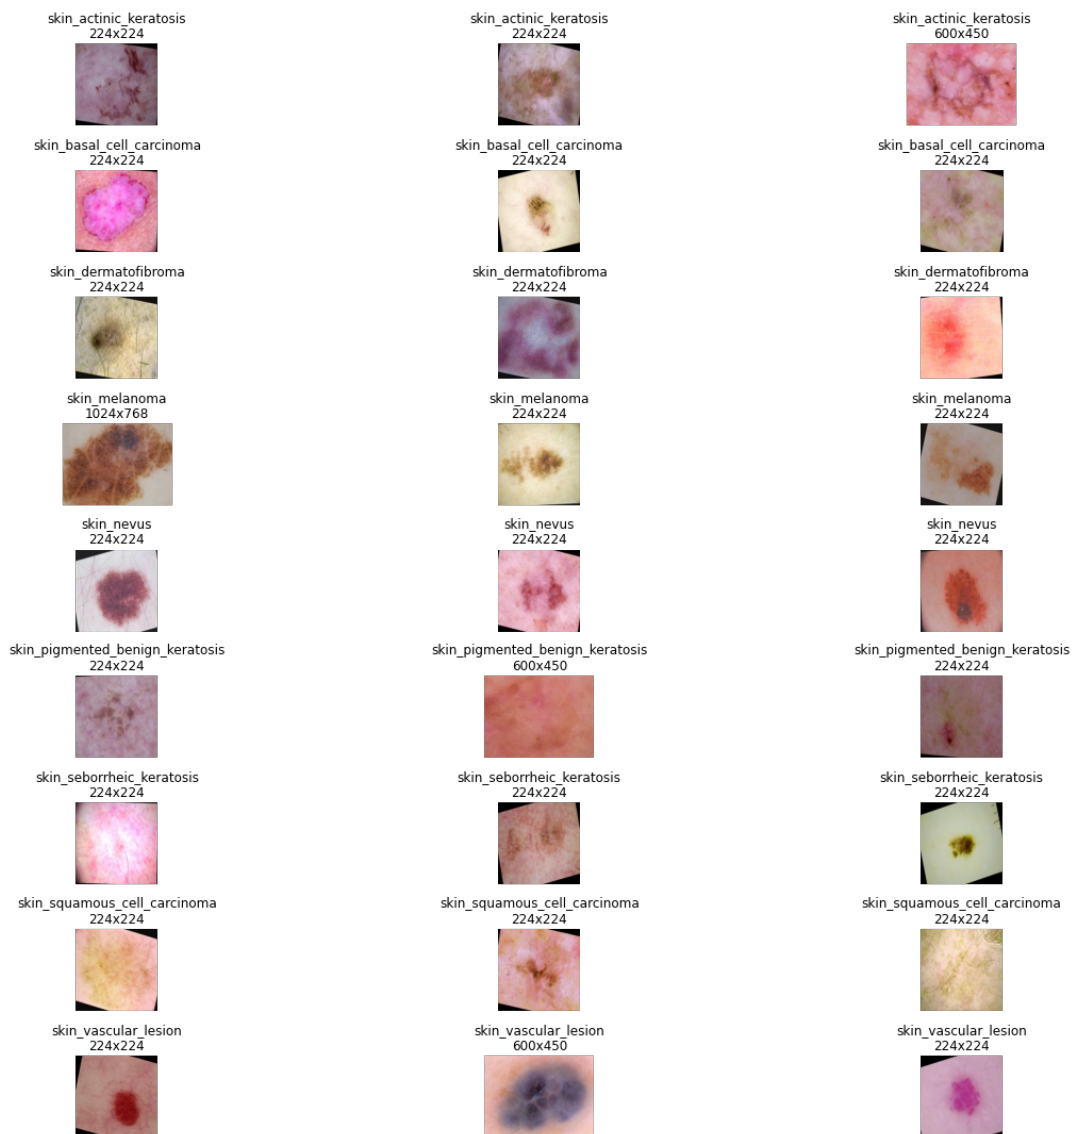 skin_actinic_keratosis
224x224
skin_actinic_keratosis
224x224
skin_actinic_keratosis
600x450
skin_basal_cell_carcinoma
224x224
skin_basal_cell_carcinoma
224x224
skin_basal_cell_carcinoma
224x224
skin_dermatofibroma
224x224
skin_dermatofibroma
224x224
skin_dermatofibroma
224x224
skin_melanoma
1024x768
skin_melanoma
224x224
skin_melanoma
224x224
skin_nevus
224x224
skin_nevus
224x224
skin_nevus
224x224
skin_pigmented_benign_keratosis
224x224
skin_pigmented_benign_keratosis
600x450
skin_pigmented_benign_keratosis
224x224
skin_seborrheic_keratosis
224x224
skin_seborrheic_keratosis
224x224
skin_seborrheic_keratosis
224x224
skin_squamous_cell_carcinoma
224x224
skin_squamous_cell_carcinoma
224x224
skin_squamous_cell_carcinoma
224x224
skin_vascular_lesion
224x224
skin_vascular_lesion
600x450
skin_vascular_lesion
224x224